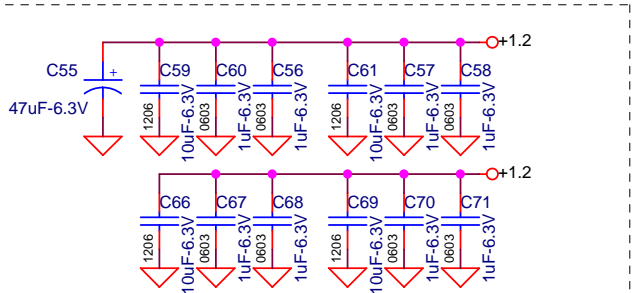 +1.2
C55
+
47uF-6.3V
C59
1206
10uF-6.3V
C60
0603
1uF-6.3V
C56
0603
1uF-6.3V
C61
1206
10uF-6.3V
C57
0603
1uF-6.3V
C58
0603
1uF-6.3V
+1.2
C66
1206
10uF-6.3V
C67
0603
1uF-6.3V
C68
0603
1uF-6.3V
C69
1206
10uF-6.3V
C70
0603
1uF-6.3V
C71
0603
1uF-6.3V